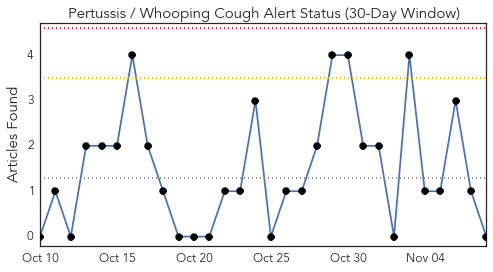 Pertussis / Whooping Cough Alert Status (30-Day Window)
Articles Found
4
3
2
1
0
Oct 10
Oct 15
Oct 20
Oct 25
Oct 30
Nov 04